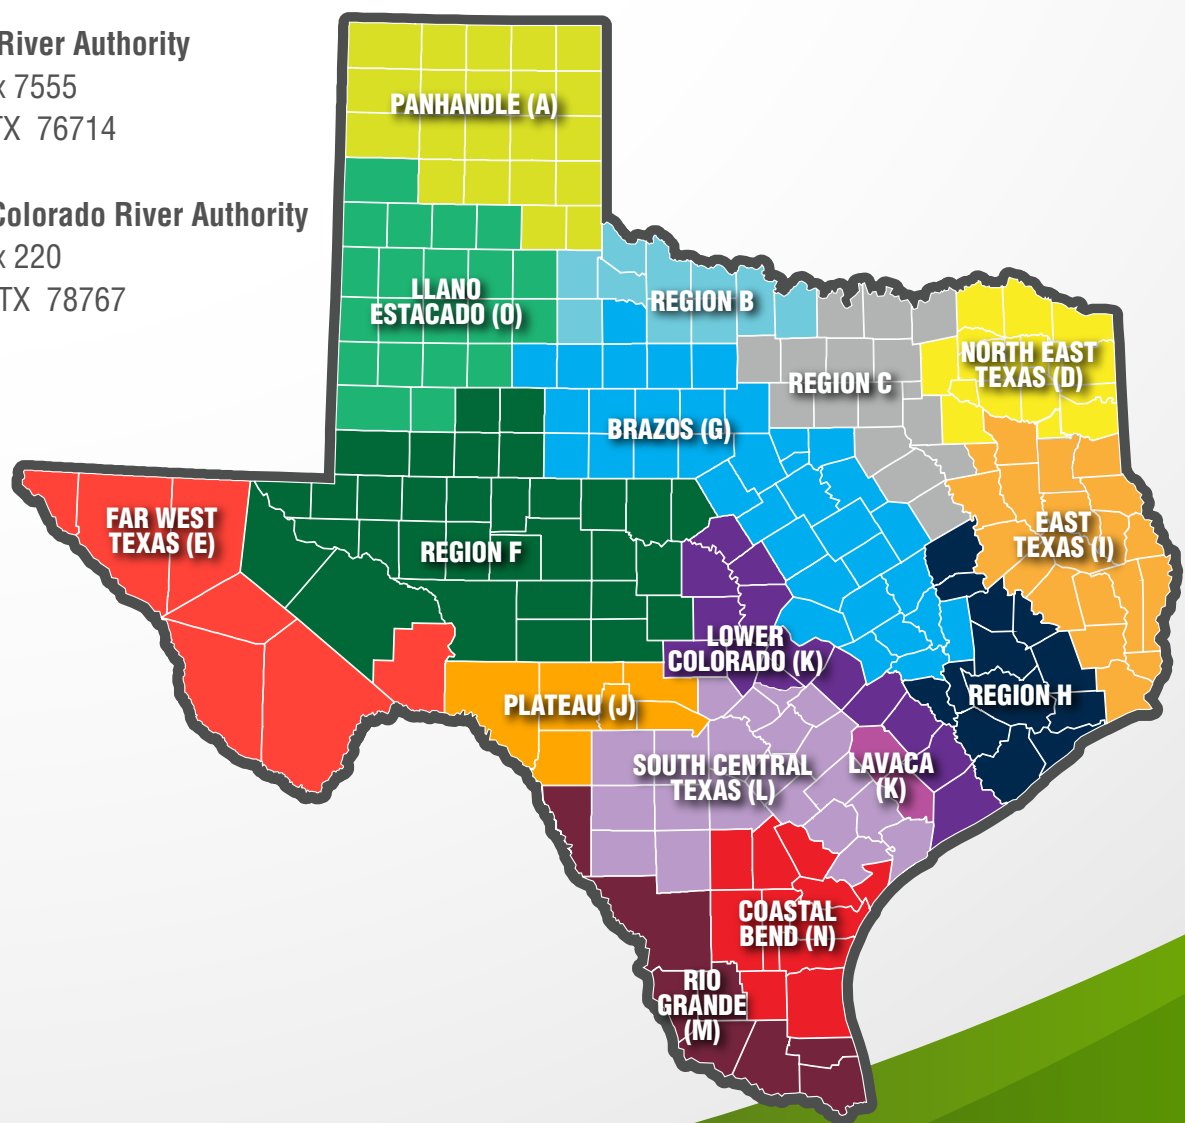 River Authority
x 7555
TX 76714
Colorado River Authority
x 220
TX 78767
PANHANDLE (A)
LLANO
ESTACADO (O)
REGION B
REGION C
NORTH EAST
TEXAS (D)
BRAZOS (G)
FAR WEST
TEXAS (E)
REGION F
EAST
TEXAS (I)
LOWER
COLORADO (K)
REGION H
PLATEAU (J)
SOUTH CENTRAL
TEXAS (L)
LAVACA
(K)
COASTAL
BEND (N)
RIO
GRANDE
(M)